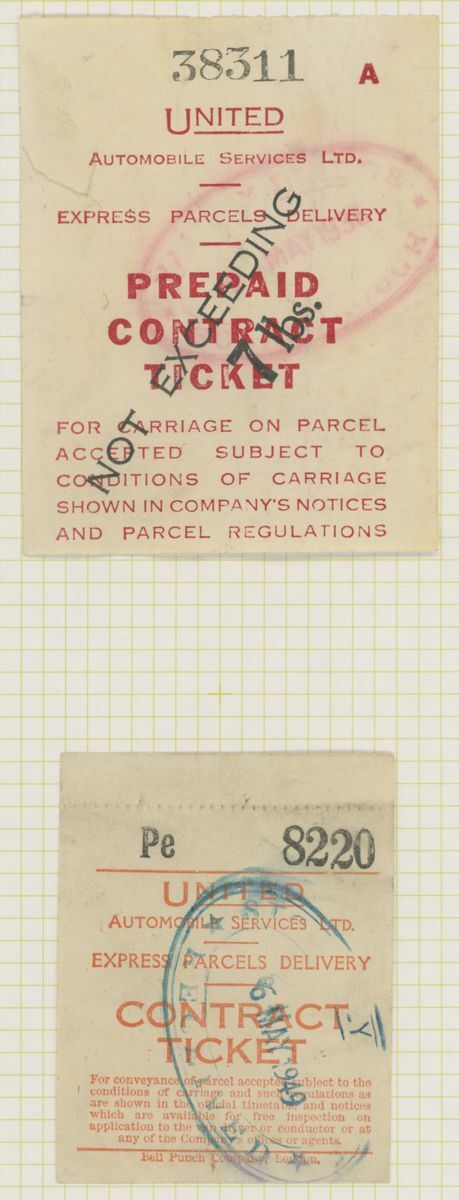 38311 A
UNITED
AUTOMOBILE SERVICES LTD.
EXPRESS PARCELS DELIVERY
PREPAID
CONTRACT
TICKET
NOT EXCEEDING
7 lbs.
FOR CARRIAGE ON PARCEL
ACCEPTED SUBJECT TO
CONDITIONS OF CARRIAGE
SHOWN IN COMPANY'S NOTICES
AND PARCEL REGULATIONS
Pe 8220
UNITED
AUTOMOBILE SERVICES LTD.
EXPRESS PARCELS DELIVERY
CONTRACT
TICKET
6 MAY 1949
For conveyance of parcel accepted subject to the
conditions of carriage and such regulations as
are shown in the official timetable and notices
which are available for free inspection on
application to the van driver or conductor or at
any of the Company's offices or agents.
Bell Punch Company, London.